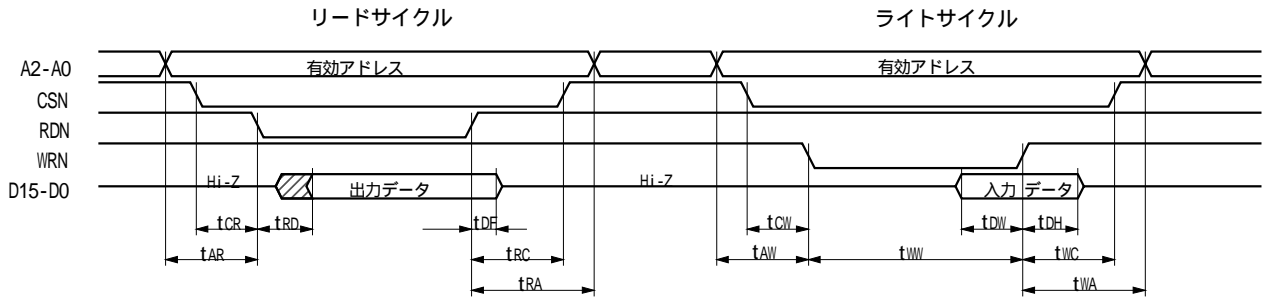 リードサイクル ライトサイクル
A2-A0 有効アドレス 有効アドレス
CSN
RDN
WRN
D15-D0 Hi-Z 出力データ Hi-Z 入力データ
tCR tRD tDF tCW tDW tDH
tAR tRC tAW tWW tWC
tRA tWA